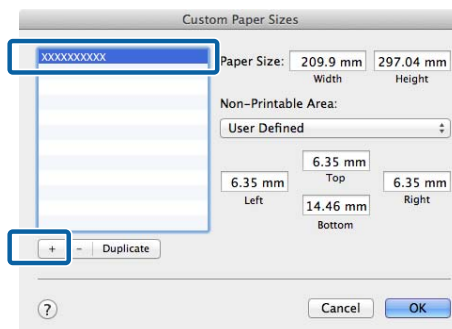 Custom Paper Sizes
XXXXXXXXXX
Paper Size: 209.9 mm 297.04 mm
Width Height
Non-Printable Area:
User Defined
6.35 mm
Top
6.35 mm 6.35 mm
Left Right
14.46 mm
Bottom
+ - Duplicate
? Cancel OK